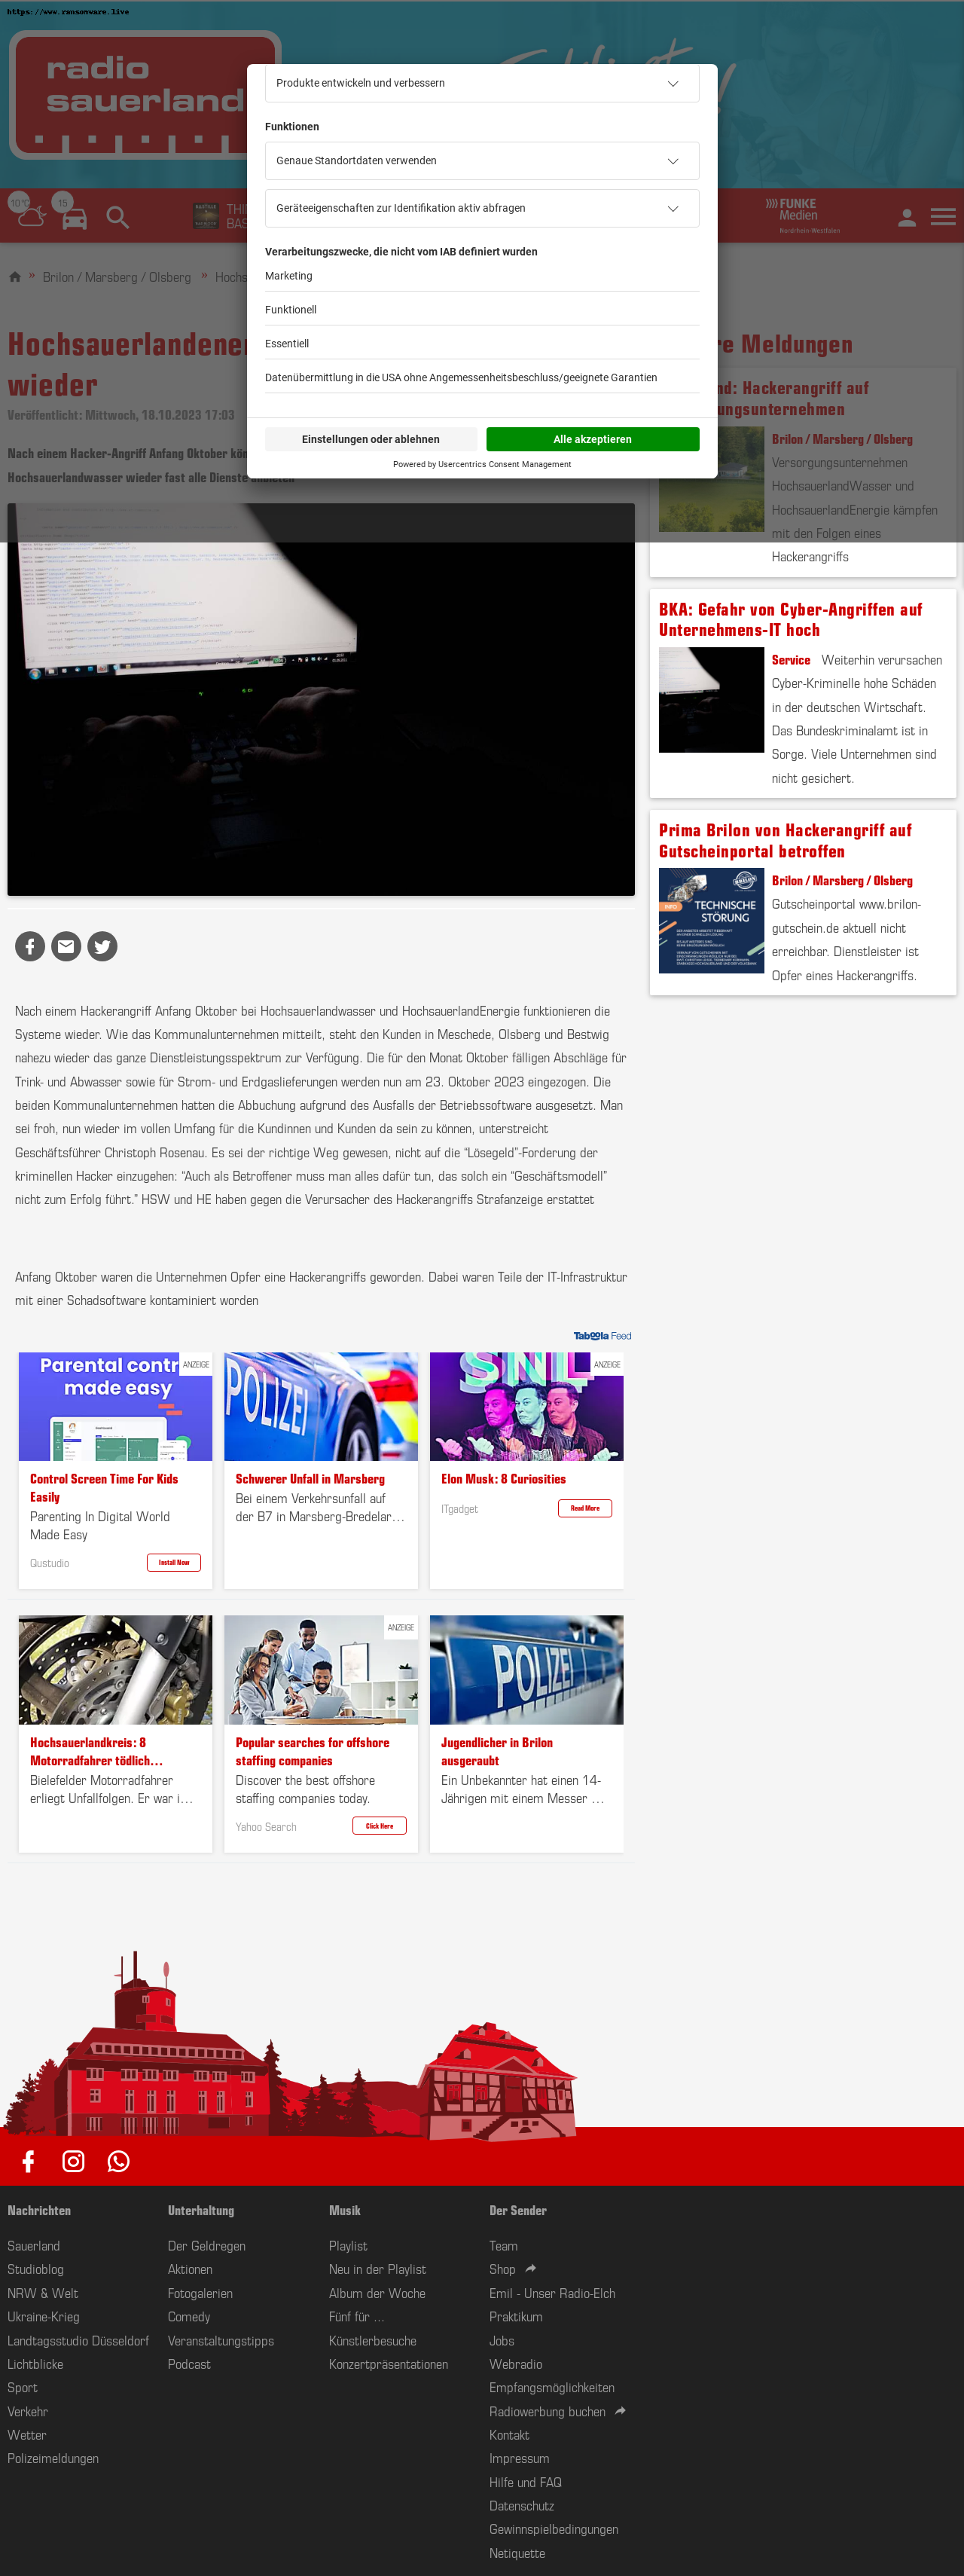 https://www.ransomware.live
radio
sauerland
Produkte entwickeln und verbessern
Funktionen
Genaue Standortdaten verwenden
Geräteeigenschaften zur Identifikation aktiv abfragen
Verarbeitungszwecke, die nicht vom IAB definiert wurden
Marketing
Funktionell
Essentiell
Datenübermittlung in die USA ohne Angemessenheitsbeschluss/geeignete Garantien
Einstellungen oder ablehnen
Alle akzeptieren
Powered by Usercentrics Consent Management
10 °C
15
FUNKE
Medien
Nordrhein-Westfalen
» Brilon / Marsberg / Olsberg »
wieder
Veröffentlicht: Mittwoch, 18.10.2023 17:03
Nach einem Hacker-Angriff Anfang Oktober
Hochsauerlandwasser wieder fast alle Dienste anbieten
Meldungen
Hackerangriff auf
Brilon / Marsberg / Olsberg
Versorgungsunternehmen
HochsauerlandWasser und
HochsauerlandEnergie kämpfen
mit den Folgen eines
Hackerangriffs
BKA: Gefahr von Cyber-Angriffen auf
Unternehmens-IT hoch
Service Weiterhin verursachen
Cyber-Kriminelle hohe Schäden
in der deutschen Wirtschaft.
Das Bundeskriminalamt ist in
Sorge. Viele Unternehmen sind
nicht gesichert.
Prima Brilon von Hackerangriff auf
Gutscheinportal betroffen
BRILON
INFO
TECHNISCHE
STÖRUNG
Brilon / Marsberg / Olsberg
Gutscheinportal www.brilon-
gutschein.de aktuell nicht
erreichbar. Dienstleister ist
Opfer eines Hackerangriffs.
Nach einem Hackerangriff Anfang Oktober bei Hochsauerlandwasser und HochsauerlandEnergie funktionieren die
Systeme wieder. Wie das Kommunalunternehmen mitteilt, steht den Kunden in Meschede, Olsberg und Bestwig
nahezu wieder das ganze Dienstleistungsspektrum zur Verfügung. Die für den Monat Oktober fälligen Abschläge für
Trink- und Abwasser sowie für Strom- und Erdgaslieferungen werden nun am 23. Oktober 2023 eingezogen. Die
beiden Kommunalunternehmen hatten die Abbuchung aufgrund des Ausfalls der Betriebssoftware ausgesetzt. Man
sei froh, nun wieder im vollen Umfang für die Kundinnen und Kunden da sein zu können, unterstreicht
Geschäftsführer Christoph Rosenau. Es sei der richtige Weg gewesen, nicht auf die “Lösegeld”-Forderung der
kriminellen Hacker einzugehen: “Auch als Betroffener muss man alles dafür tun, das solch ein “Geschäftsmodell”
nicht zum Erfolg führt.” HSW und HE haben gegen die Verursacher des Hackerangriffs Strafanzeige erstattet
Anfang Oktober waren die Unternehmen Opfer eine Hackerangriffs geworden. Dabei waren Teile der IT-Infrastruktur
mit einer Schadsoftware kontaminiert worden
Taboola Feed
Parental contr
made easy
ANZEIGE
POLIZEI
SNL
ANZEIGE
Control Screen Time For Kids
Easily
Parenting In Digital World
Made Easy
Qustodio
Install Now
Schwerer Unfall in Marsberg
Bei einem Verkehrsunfall auf
der B7 in Marsberg-Bredelar...
Elon Musk: 8 Curiosities
ITgadget
Read More
ANZEIGE
POLIZEI
Hochsauerlandkreis: 8
Motorradfahrer tödlich...
Bielefelder Motorradfahrer
erliegt Unfallfolgen. Er war i...
Popular searches for offshore
staffing companies
Discover the best offshore
staffing companies today.
Yahoo Search
Click Here
Jugendlicher in Brilon
ausgeraubt
Ein Unbekannter hat einen 14-
Jährigen mit einem Messer ...
Nachrichten
Sauerland
Studioblog
NRW & Welt
Ukraine-Krieg
Landtagsstudio Düsseldorf
Lichtblicke
Sport
Verkehr
Wetter
Polizeimeldungen
Unterhaltung
Der Geldregen
Aktionen
Fotogalerien
Comedy
Veranstaltungstipps
Podcast
Musik
Playlist
Neu in der Playlist
Album der Woche
Fünf für ...
Künstlerbesuche
Konzertpräsentationen
Der Sender
Team
Shop
Emil - Unser Radio-Elch
Praktikum
Jobs
Webradio
Empfangsmöglichkeiten
Radiowerbung buchen
Kontakt
Impressum
Hilfe und FAQ
Datenschutz
Gewinnspielbedingungen
Netiquette